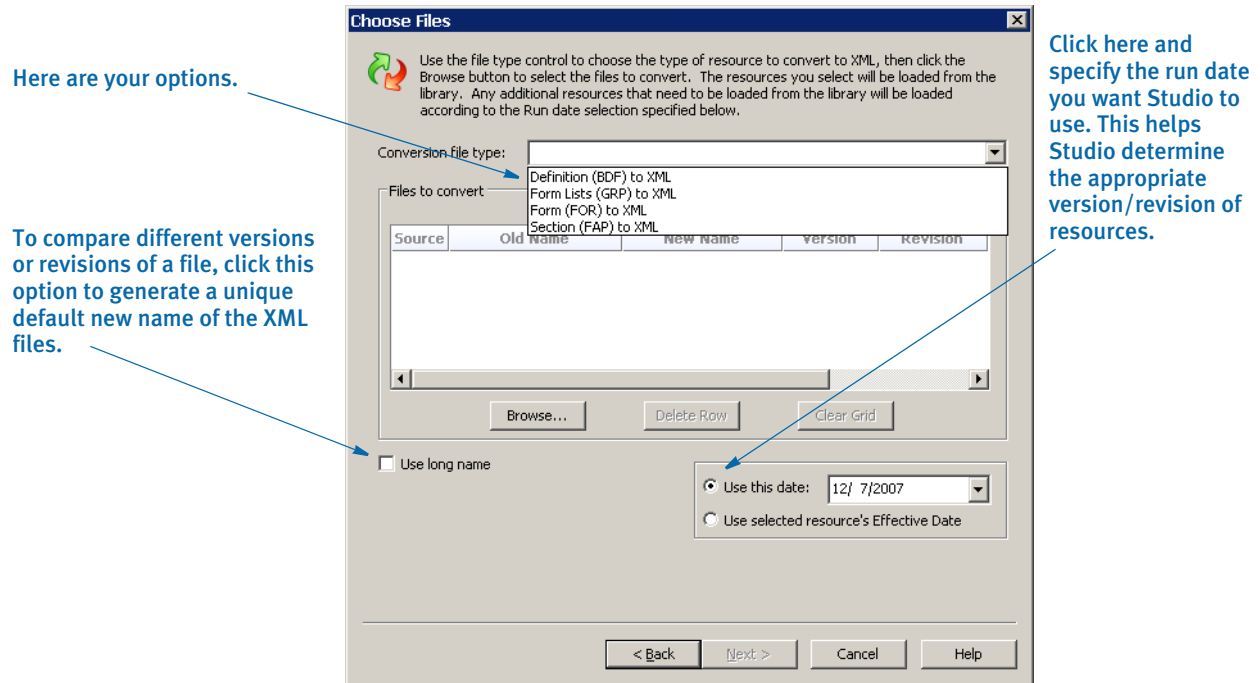 Choose Files
Use the file type control to choose the type of resource to convert to XML, then click the
Browse button to select the files to convert. The resources you select will be loaded from the
library. Any additional resources that need to be loaded from the library will be loaded
according to the Run date selection specified below.
Here are your options.
Click here and
specify the run date
you want Studio to
use. This helps
Studio determine
the appropriate
version/revision of
resources.
Conversion file type:
Definition (BDF) to XML
Form Lists (GRP) to XML
Form (FOR) to XML
Section (FAP) to XML
Files to convert
Source Old Name New Name Version Revision
To compare different versions
or revisions of a file, click this
option to generate a unique
default new name of the XML
files.
Browse... Delete Row Clear Grid
Use long name
Use this date: 12/ 7/2007
Use selected resource's Effective Date
< Back Next > Cancel Help